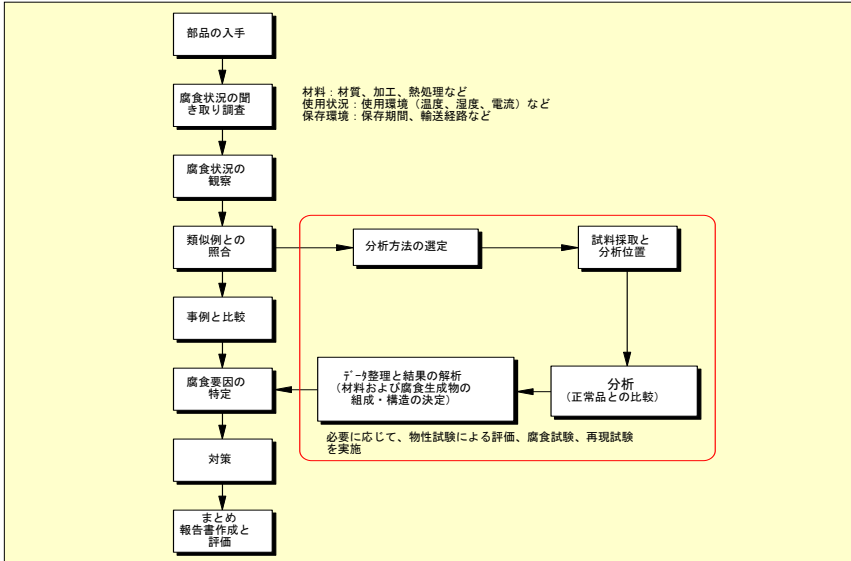 部品の入手
腐食状況の聞
き取り調査
材料：材質、加工、熱処理など
使用状況：使用環境（温度、湿度、電流）など
保存環境：保存期間、輸送経路など
腐食状況の
観察
類似例との
照合
分析方法の選定
試料採取と
分析位置
事例と比較
腐食要因の
特定
ﾃﾞｰﾀ整理と結果の解析
（材料および腐食生成物の
組成・構造の決定）
分析
（正常品との比較）
必要に応じて、物性試験による評価、腐食試験、再現試験
を実施
対策
まとめ
報告書作成と
評価